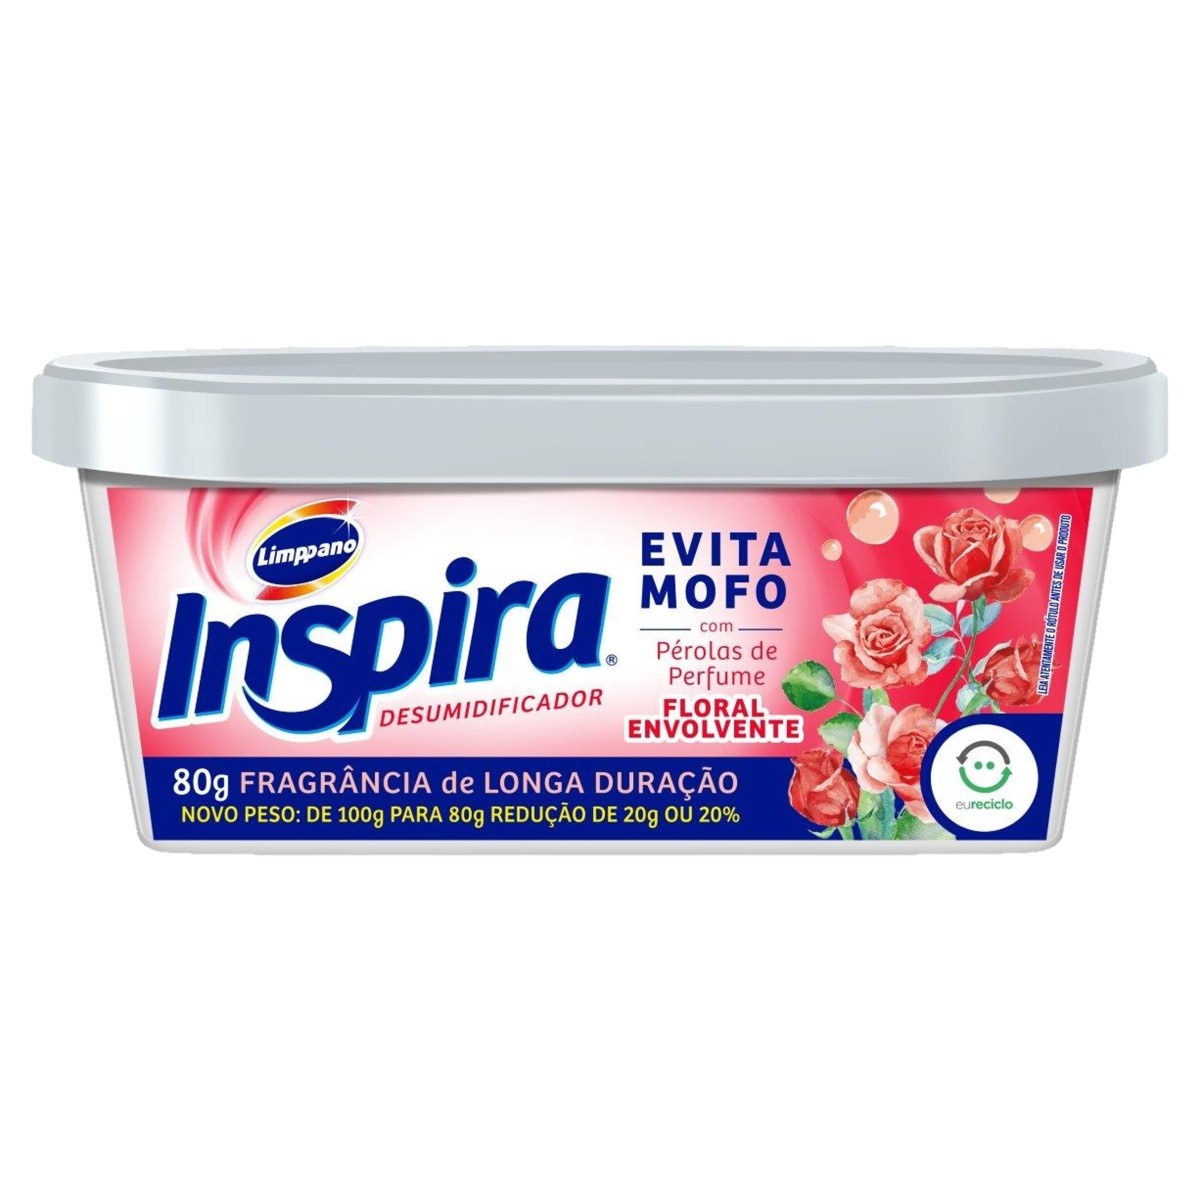 Limppano
Inspira®
DESUMIDIFICADOR
EVITA
MOFO
com
Pérolas de
Perfume
FLORAL
ENVOLVENTE
80g FRAGRÂNCIA de LONGA DURAÇÃO
NOVO PESO: DE 100g PARA 80g REDUÇÃO DE 20g OU 20%
LEIA ATENTAMENTE O RÓTULO ANTES DE USAR O PRODUTO
eureciclo